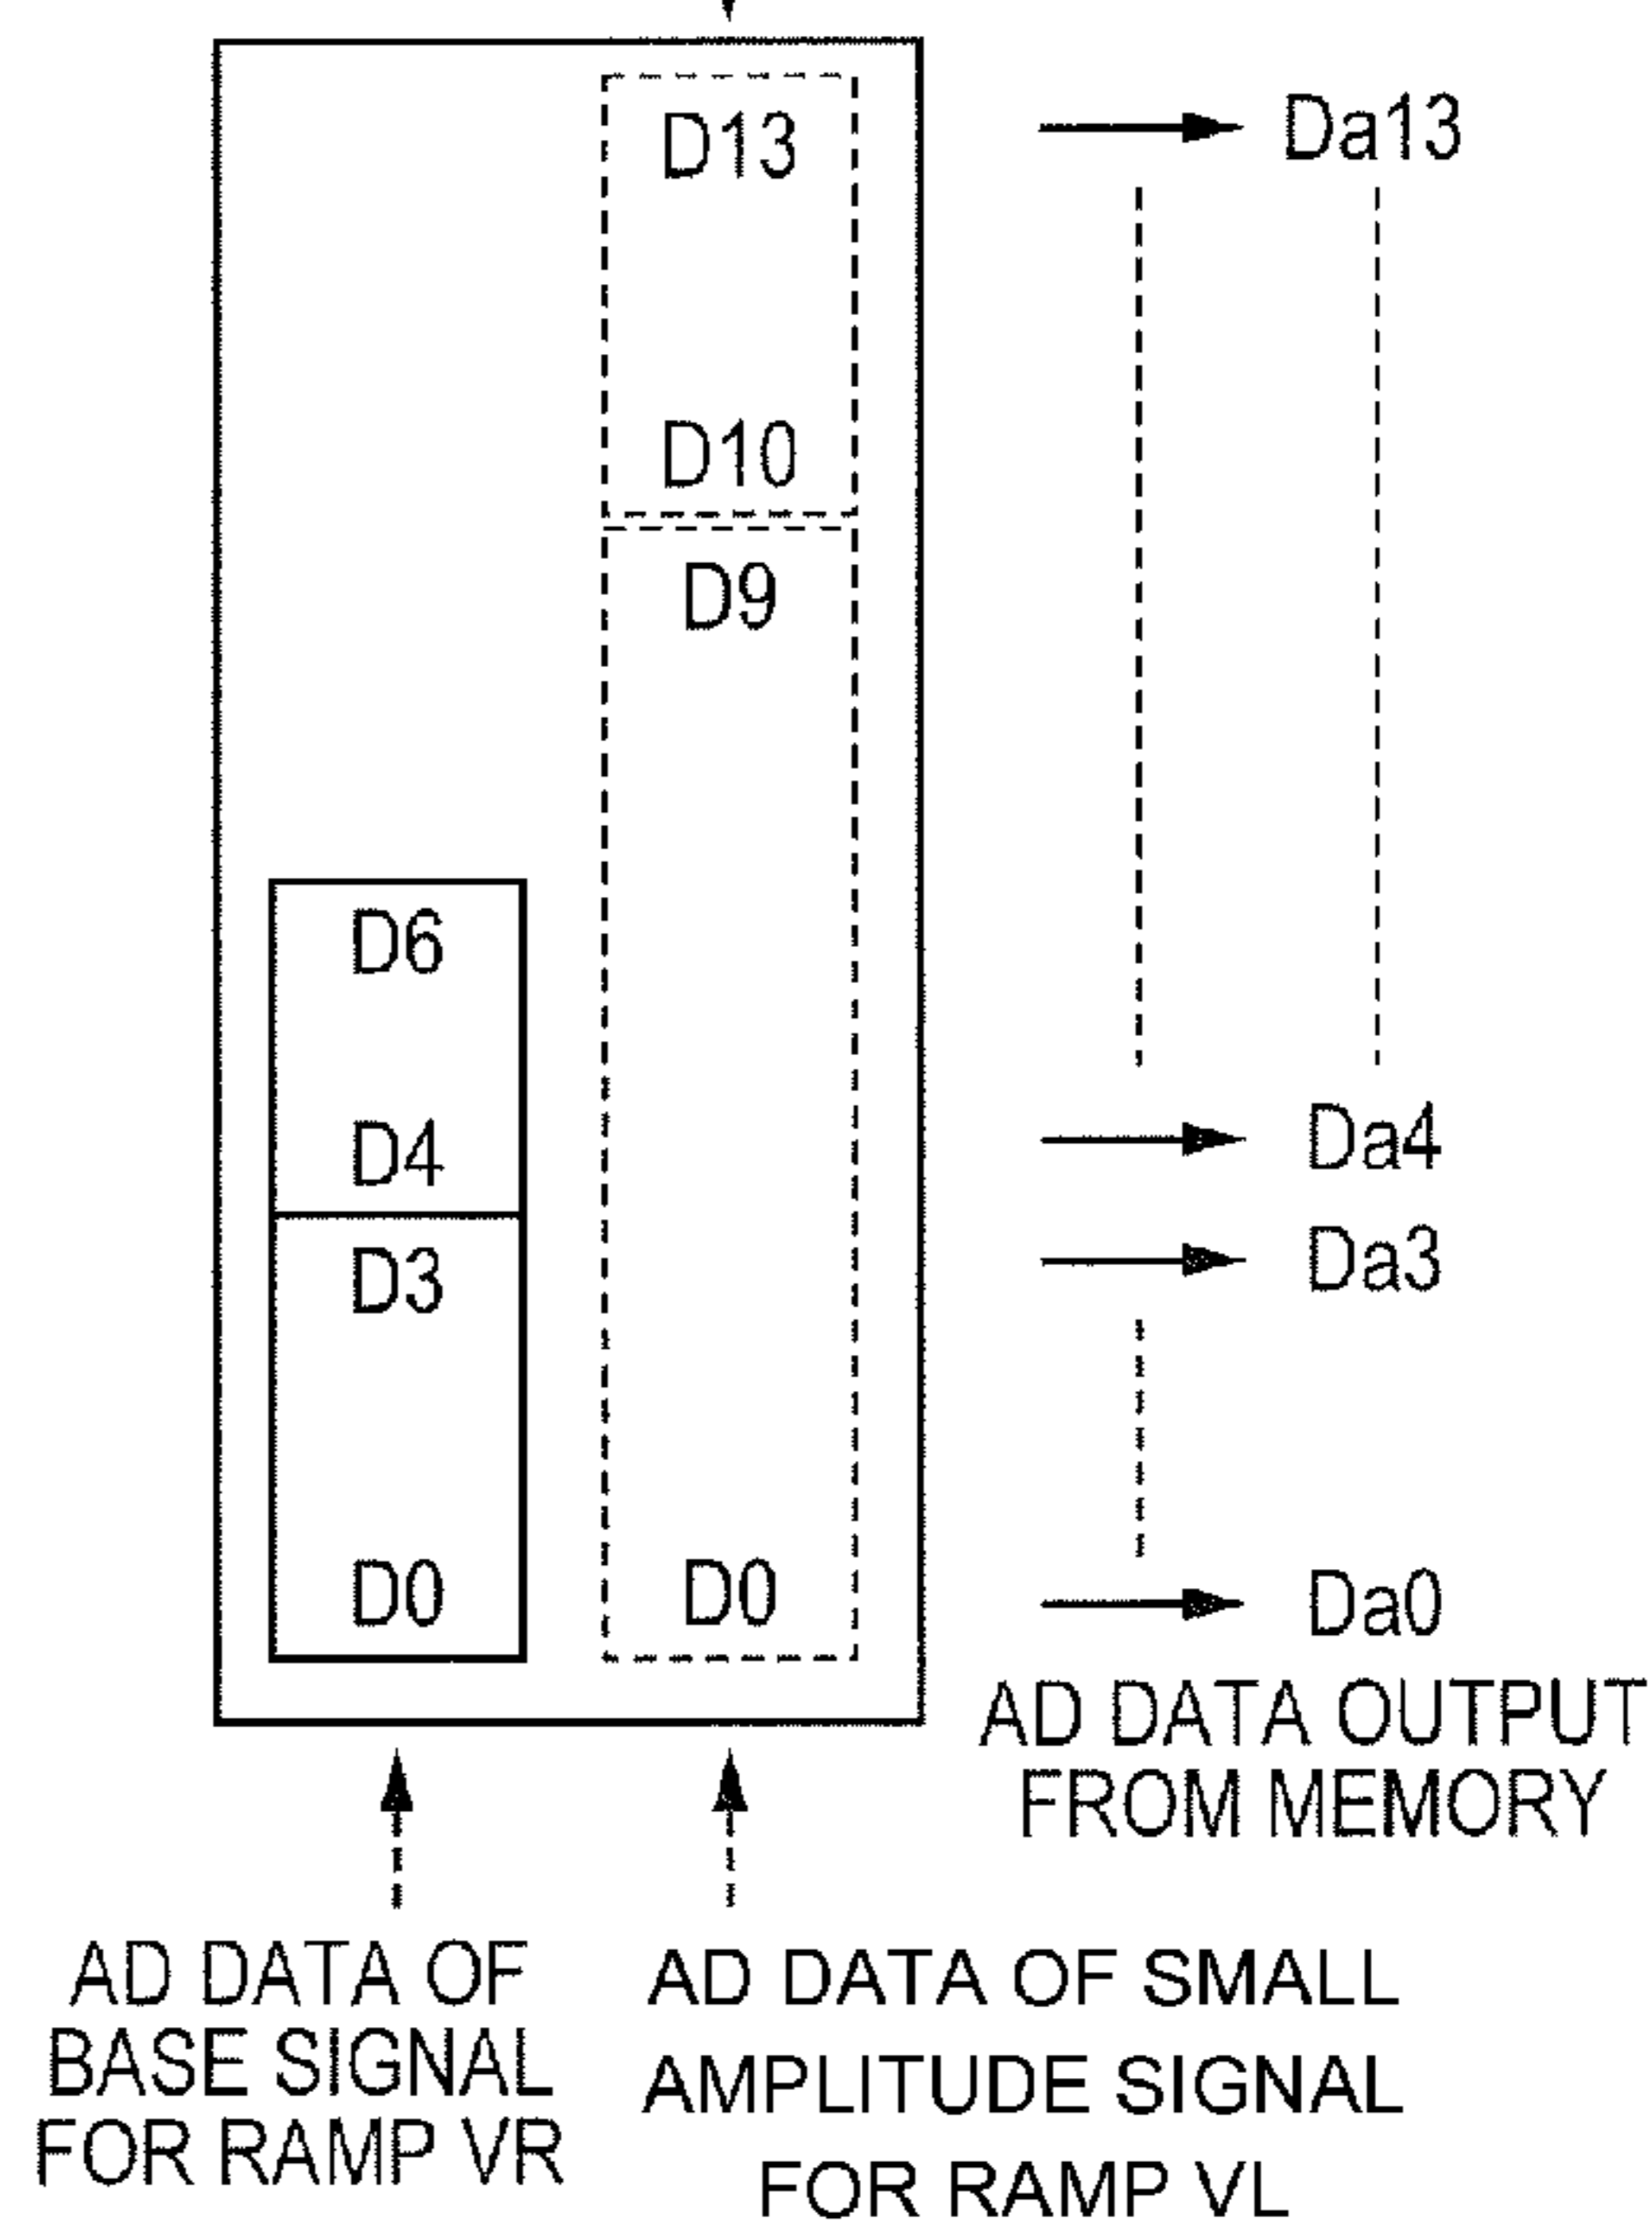 D13
Da13
D10
D9
D6
D4
Da4
D3
Da3
D0
D0
Da0
AD DATA OUTPUT
FROM MEMORY
AD DATA OF
BASE SIGNAL
FOR RAMP VR
AD DATA OF SMALL
AMPLITUDE SIGNAL
FOR RAMP VL